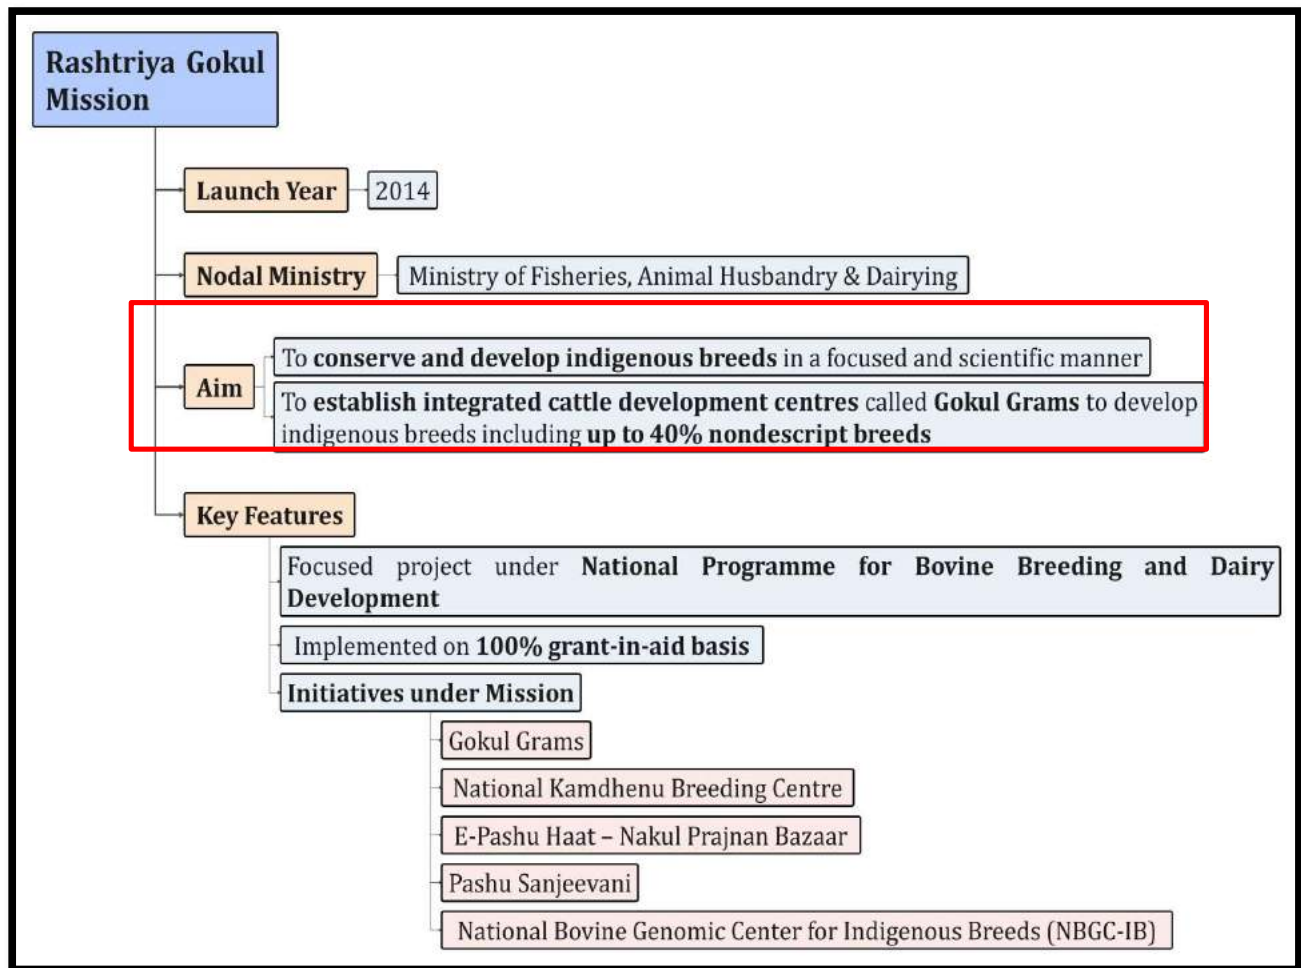 Rashtriya Gokul
Mission
Launch Year
2014
Nodal Ministry
Ministry of Fisheries, Animal Husbandry & Dairying
Aim
To conserve and develop indigenous breeds in a focused and scientific manner
To establish integrated cattle development centres called Gokul Grams to develop
indigenous breeds including up to 40% nondescript breeds
Key Features
Focused project under National Programme for Bovine Breeding and Dairy
Development
Implemented on 100% grant-in-aid basis
Initiatives under Mission
Gokul Grams
National Kamdhenu Breeding Centre
E-Pashu Haat – Nakul Prajnan Bazaar
Pashu Sanjeevani
National Bovine Genomic Center for Indigenous Breeds (NBGC-IB)